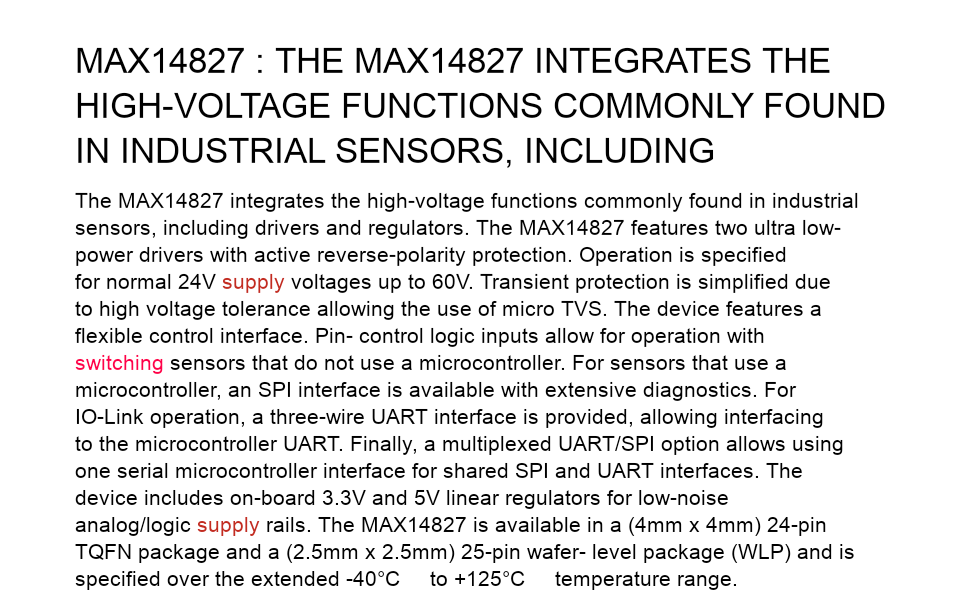 MAX14827 : THE MAX14827 INTEGRATES THE
HIGH-VOLTAGE FUNCTIONS COMMONLY FOUND
IN INDUSTRIAL SENSORS, INCLUDING
The MAX14827 integrates the high-voltage functions commonly found in industrial
sensors, including drivers and regulators. The MAX14827 features two ultra low-
power drivers with active reverse-polarity protection. Operation is specified
for normal 24V supply voltages up to 60V. Transient protection is simplified due
to high voltage tolerance allowing the use of micro TVS. The device features a
flexible control interface. Pin- control logic inputs allow for operation with
switching sensors that do not use a microcontroller. For sensors that use a
microcontroller, an SPI interface is available with extensive diagnostics. For
IO-Link operation, a three-wire UART interface is provided, allowing interfacing
to the microcontroller UART. Finally, a multiplexed UART/SPI option allows using
one serial microcontroller interface for shared SPI and UART interfaces. The
device includes on-board 3.3V and 5V linear regulators for low-noise
analog/logic supply rails. The MAX14827 is available in a (4mm x 4mm) 24-pin
TQFN package and a (2.5mm x 2.5mm) 25-pin wafer- level package (WLP) and is
specified over the extended -40°C to +125°C temperature range.